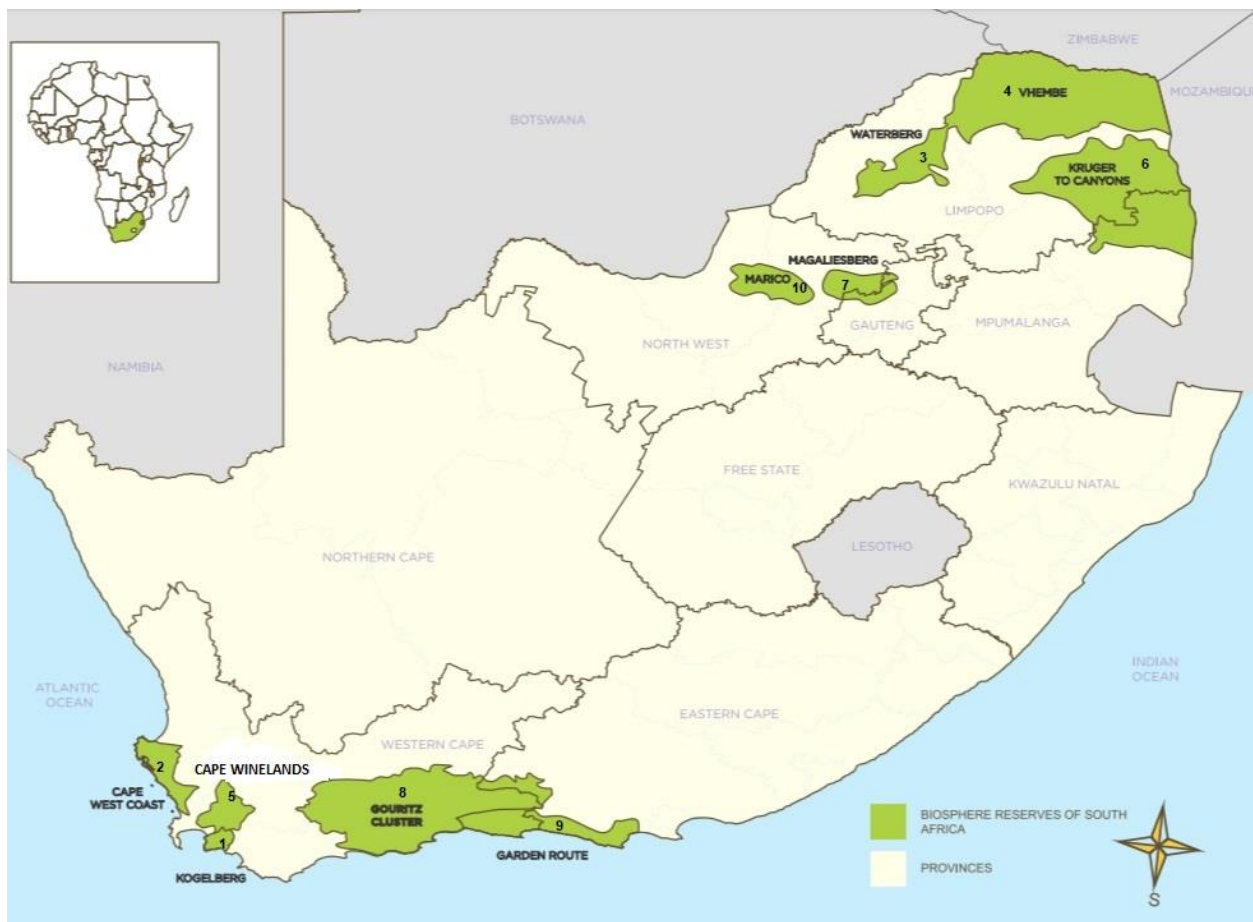 ZIMBABWE
4 VHEMBE
MOZAMBIQU
BOTSWANA
WATERBERG
3
6
KRUGER
TO CANYONS
LIMPOPO
MAGALIESBERG
MARICO 10
7
GAUTENG
MPUMALANGA
NORTH WEST
NAMIBIA
FREE STATE
KWAZULU NATAL
LESOTHO
NORTHERN CAPE
INDIAN
OCEAN
ATLANTIC
OCEAN
EASTERN CAPE
WESTERN CAPE
2
CAPE WINELANDS
CAPE
WEST COAST
5
8
GOURITZ
CLUSTER
9
1
GARDEN ROUTE
KOGELBERG
BIOSPHERE RESERVES OF SOUTH
AFRICA
PROVINCES
S